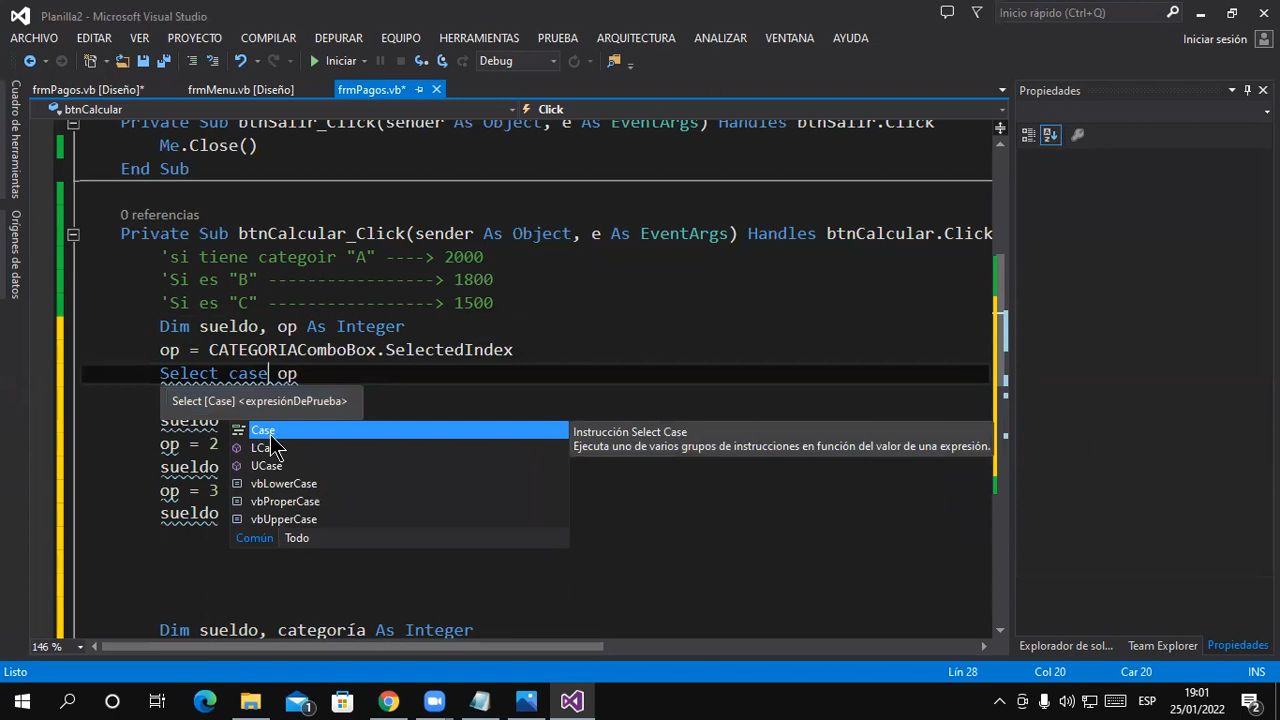 Planilla2 - Microsoft Visual Studio
Inicio rápido (Ctrl+Q)
ARCHIVO EDITAR VER PROYECTO COMPILAR DEPURAR EQUIPO HERRAMIENTAS PRUEBA ARQUITECTURA ANALIZAR VENTANA AYUDA
Iniciar sesión
Iniciar
Debug
frmPagos.vb [Diseño]*
frmMenu.vb [Diseño]
frmPagos.vb*
Propiedades
btnCalcular
Click
Cuadro de herramientas
Orígenes de datos
Private Sub btnSalir_Click(sender As Object, e As EventArgs) Handles btnSalir.Click
Me.Close()
End Sub
0 referencias
Private Sub btnCalcular_Click(sender As Object, e As EventArgs) Handles btnCalcular.Click
'si tiene categoir "A" ----> 2000
'Si es "B" ----------------> 1800
'Si es "C" ----------------> 1500
Dim sueldo, op As Integer
op = CATEGORIAComboBox.SelectedIndex
Select case op
Select [Case] <expresiónDePrueba>
sueldo
op = 2
sueldo
op = 3
sueldo
Case
UCase
vbLowerCase
vbProperCase
vbUpperCase
Común
Todo
Instrucción Select Case
Ejecuta uno de varios grupos de instrucciones en función del valor de una expresión.
Dim sueldo, categoría As Integer
146 %
Explorador de sol... Team Explorer Propiedades
Listo
Lín 28
Col 20
Car 20
INS
1
ESP
19:01
25/01/2022
2